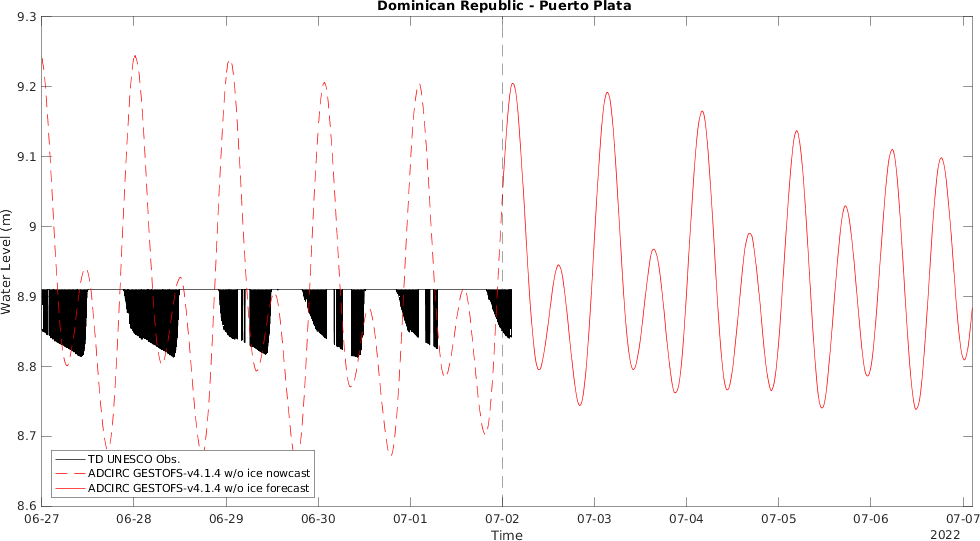 Dominican Republic - Puerto Plata
Water Level (m)
9.3
9.2
9.1
9
8.9
8.8
8.7
8.6
TD UNESCO Obs.
ADCIRC GESTOFS-v4.1.4 w/o ice nowcast
ADCIRC GESTOFS-v4.1.4 w/o ice forecast
06-27 06-28 06-29 06-30 07-01 07-02 07-03 07-04 07-05 07-06 07-07
Time
2022